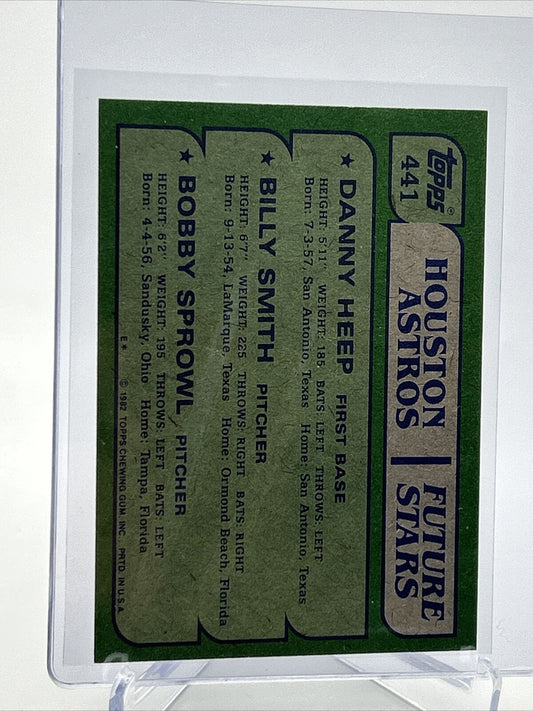 topps®
441
HOUSTON ASTROS | FUTURE STARS
★ DANNY HEEP FIRST BASE
HEIGHT: 5'11" WEIGHT: 185 BATS: LEFT THROWS: LEFT
Born: 7-3-57, San Antonio, Texas Home: San Antonio, Texas
★ BILLY SMITH PITCHER
HEIGHT: 6'7" WEIGHT: 225 THROWS: RIGHT BATS: RIGHT
Born: 9-13-54, LaMarque, Texas Home: Ormond Beach, Florida
★ BOBBY SPROWL PITCHER
HEIGHT: 6'2" WEIGHT: 195 THROWS: LEFT BATS: LEFT
Born: 4-4-56, Sandusky, Ohio Home: Tampa, Florida
E* © 1982 TOPPS CHEWING GUM, INC. PRTD. IN U.S.A.